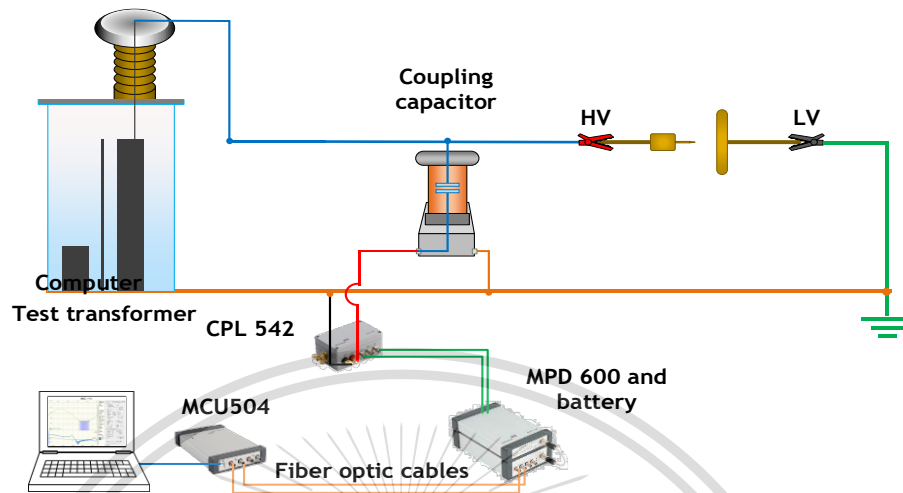 Coupling
capacitor
HV
LV
Computer
Test transformer
CPL 542
MPD 600 and
battery
MCU504
Fiber optic cables